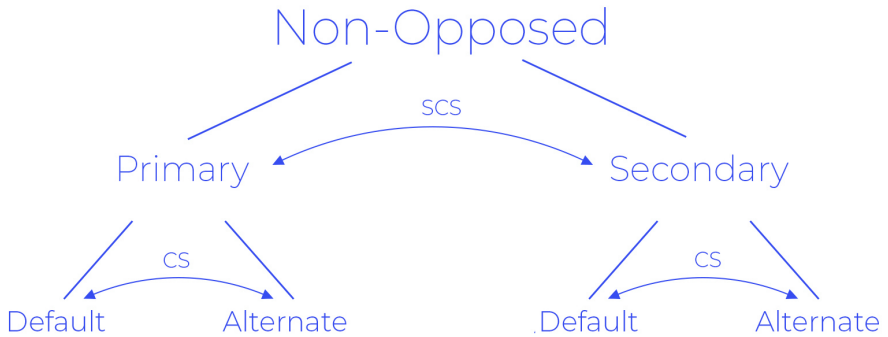 Non-Opposed
SCS
Primary
Secondary
CS
CS
Default
Alternate
Default
Alternate